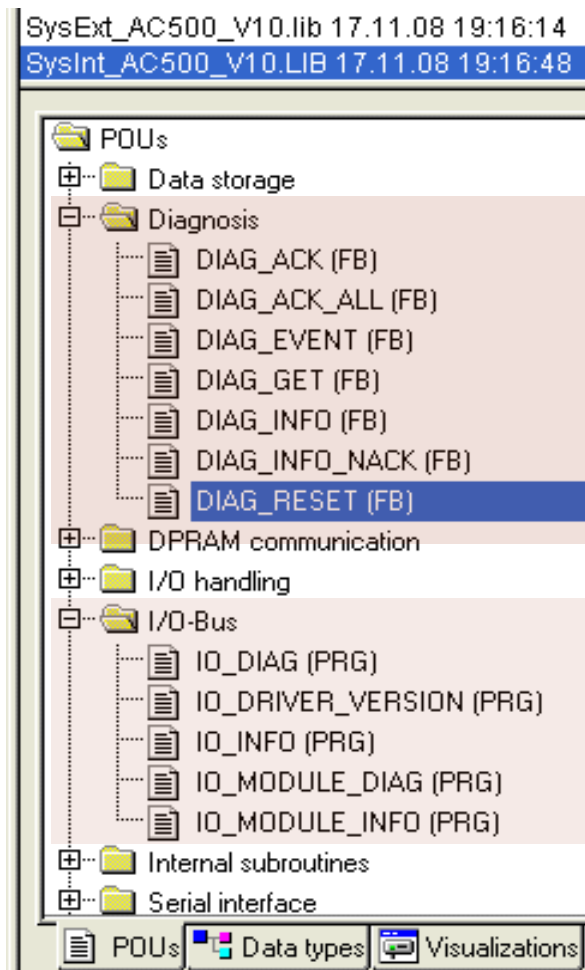 SysExt_AC500_V10.lib 17.11.08 19:16:14
SysInt_AC500_V10.LIB 17.11.08 19:16:48
POUs
Data storage
Diagnosis
DIAG_ACK (FB)
DIAG_ACK_ALL (FB)
DIAG_EVENT (FB)
DIAG_GET (FB)
DIAG_INFO (FB)
DIAG_INFO_NACK (FB)
DIAG_RESET (FB)
DPRAM communication
I/O handling
I/O-Bus
IO_DIAG (PRG)
IO_DRIVER_VERSION (PRG)
IO_INFO (PRG)
IO_MODULE_DIAG (PRG)
IO_MODULE_INFO (PRG)
Internal subroutines
Serial interface
POUs Data types Visualizations